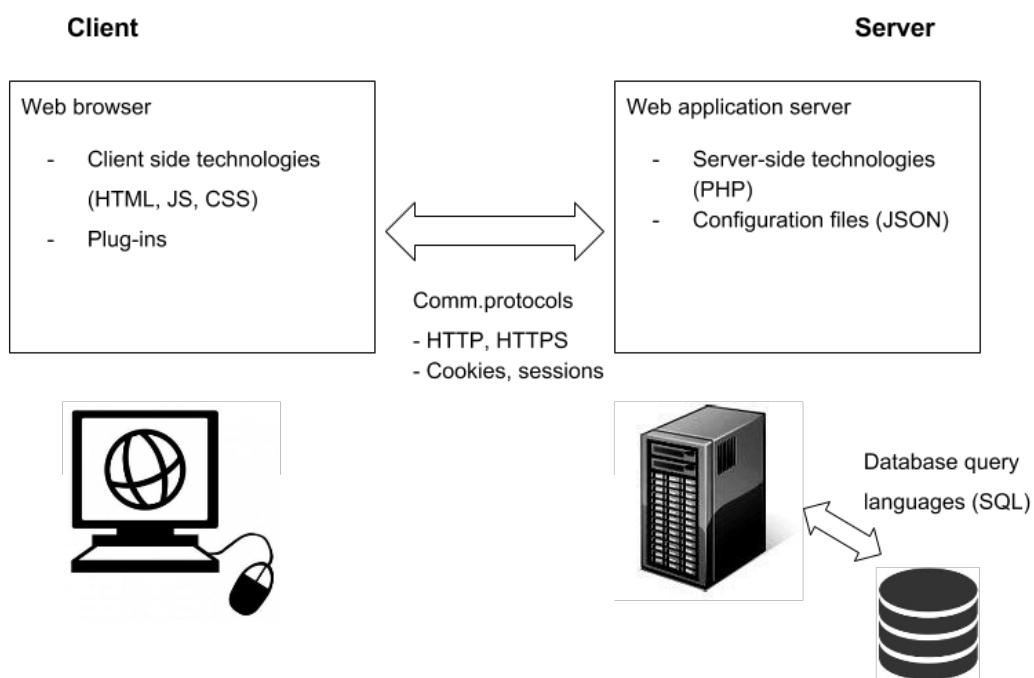 Client
Server
Web browser
- Client side technologies
(HTML, JS, CSS)
- Plug-ins
Comm.protocols
- HTTP, HTTPS
- Cookies, sessions
Web application server
- Server-side technologies
(PHP)
- Configuration files (JSON)
Database query
languages (SQL)